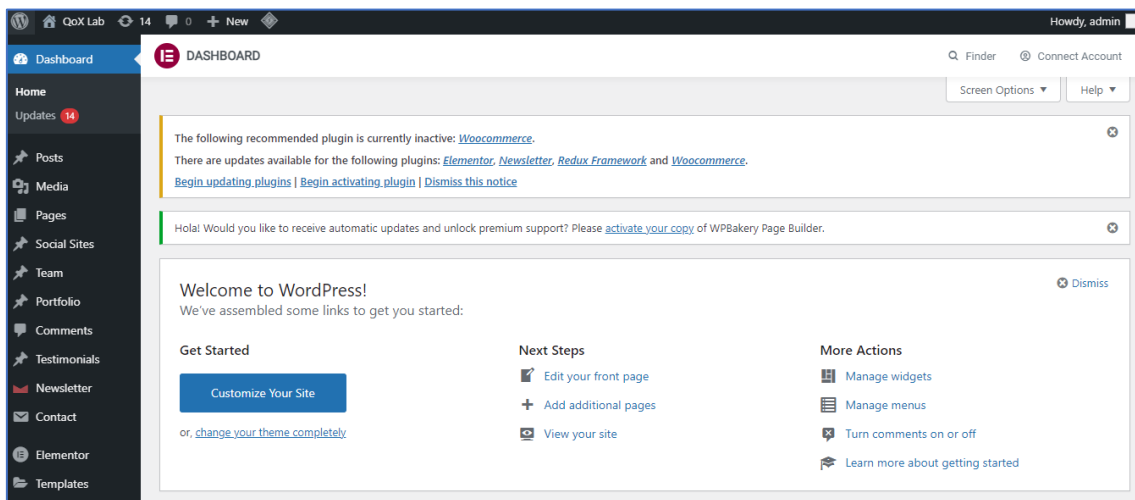 QoX Lab 14 0 New Howdy, admin
Dashboard
DASHBOARD Finder Connect Account
Home
Updates 14
Posts
Media
Pages
Social Sites
Team
Portfolio
Comments
Testimonials
Newsletter
Contact
Elementor
Templates
Screen Options Help
The following recommended plugin is currently inactive: Woocommerce.
There are updates available for the following plugins: Elementor, Newsletter, Redux Framework and Woocommerce.
Begin updating plugins | Begin activating plugin | Dismiss this notice
Hola! Would you like to receive automatic updates and unlock premium support? Please activate your copy of WPBakery Page Builder.
Welcome to WordPress!
Dismiss
We've assembled some links to get you started:
Get Started
Customize Your Site
or, change your theme completely
Next Steps
Edit your front page
Add additional pages
View your site
More Actions
Manage widgets
Manage menus
Turn comments on or off
Learn more about getting started